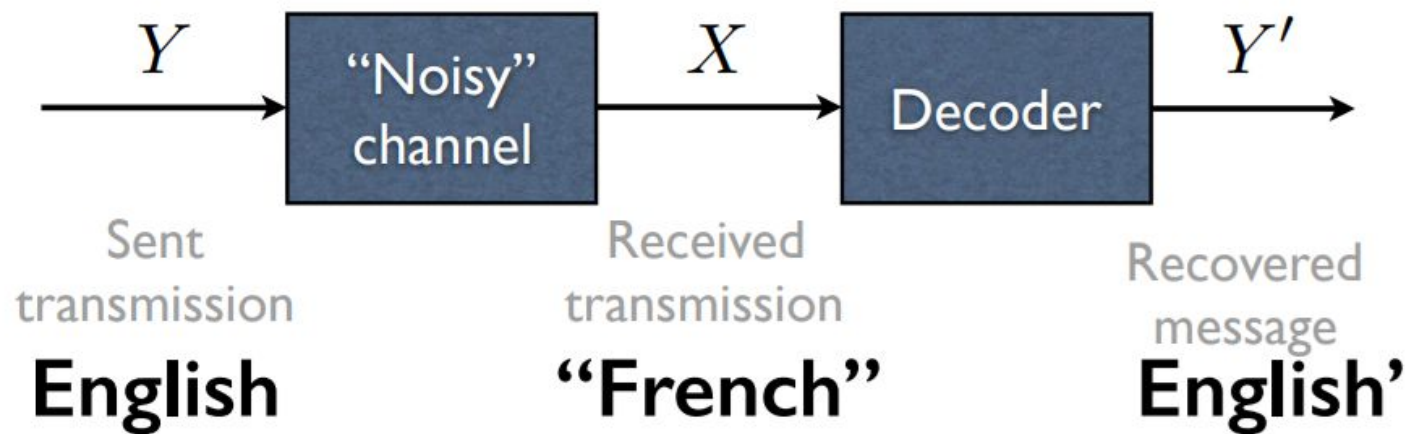 Y
“Noisy”
channel
X
Decoder
Y′
Sent
transmission
Received
transmission
Recovered
message
English
“French”
English’